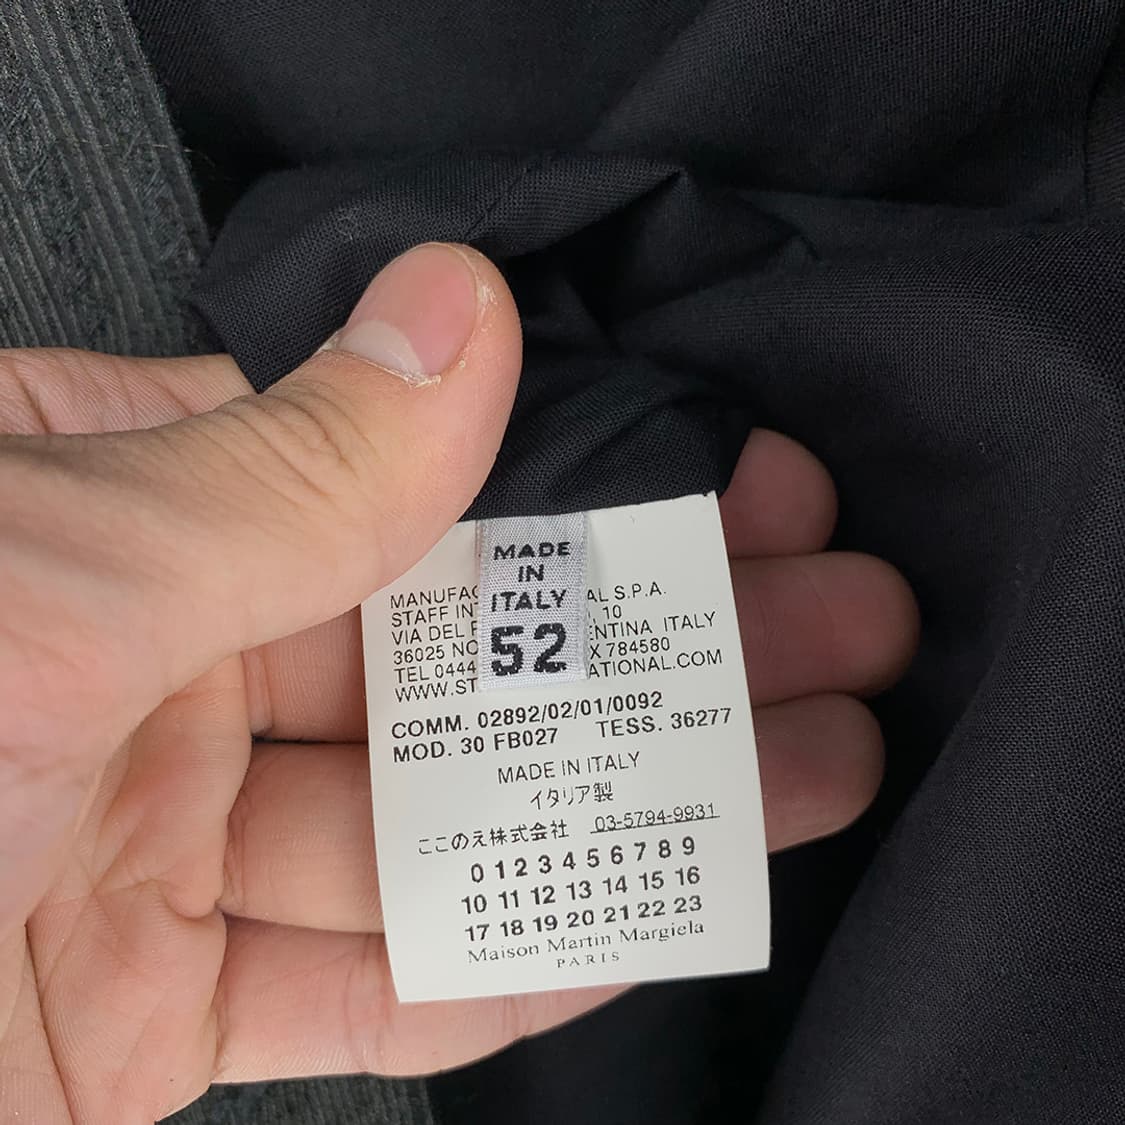 MADE
IN
ITALY
52
MANUFAC AL S.P.A.
STAFF INT , 10
VIA DEL P ENTINA ITALY
36025 NO X 784580
TEL 0444 ATIONAL.COM
WWW.ST
COMM. 02892/02/01/0092
MOD. 30 FB027 TESS. 36277
MADE IN ITALY
イタリア製
ここのえ株式会社 03-5794-9931
0 1 2 3 4 5 6 7 8 9
10 11 12 13 14 15 16
17 18 19 20 21 22 23
Maison Martin Margiela
PARIS